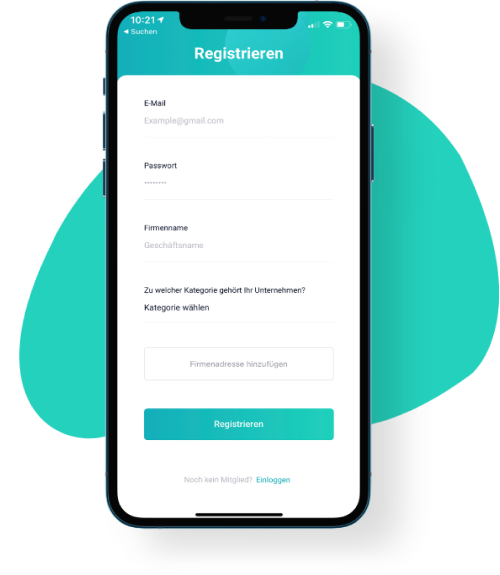 10:21
◀ Suchen
Registrieren
E-Mail
Example@gmail.com
Passwort
········
Firmenname
Geschäftsname
Zu welcher Kategorie gehört Ihr Unternehmen?
Kategorie wählen
Firmenadresse hinzufügen
Registrieren
Noch kein Mitglied? Einloggen